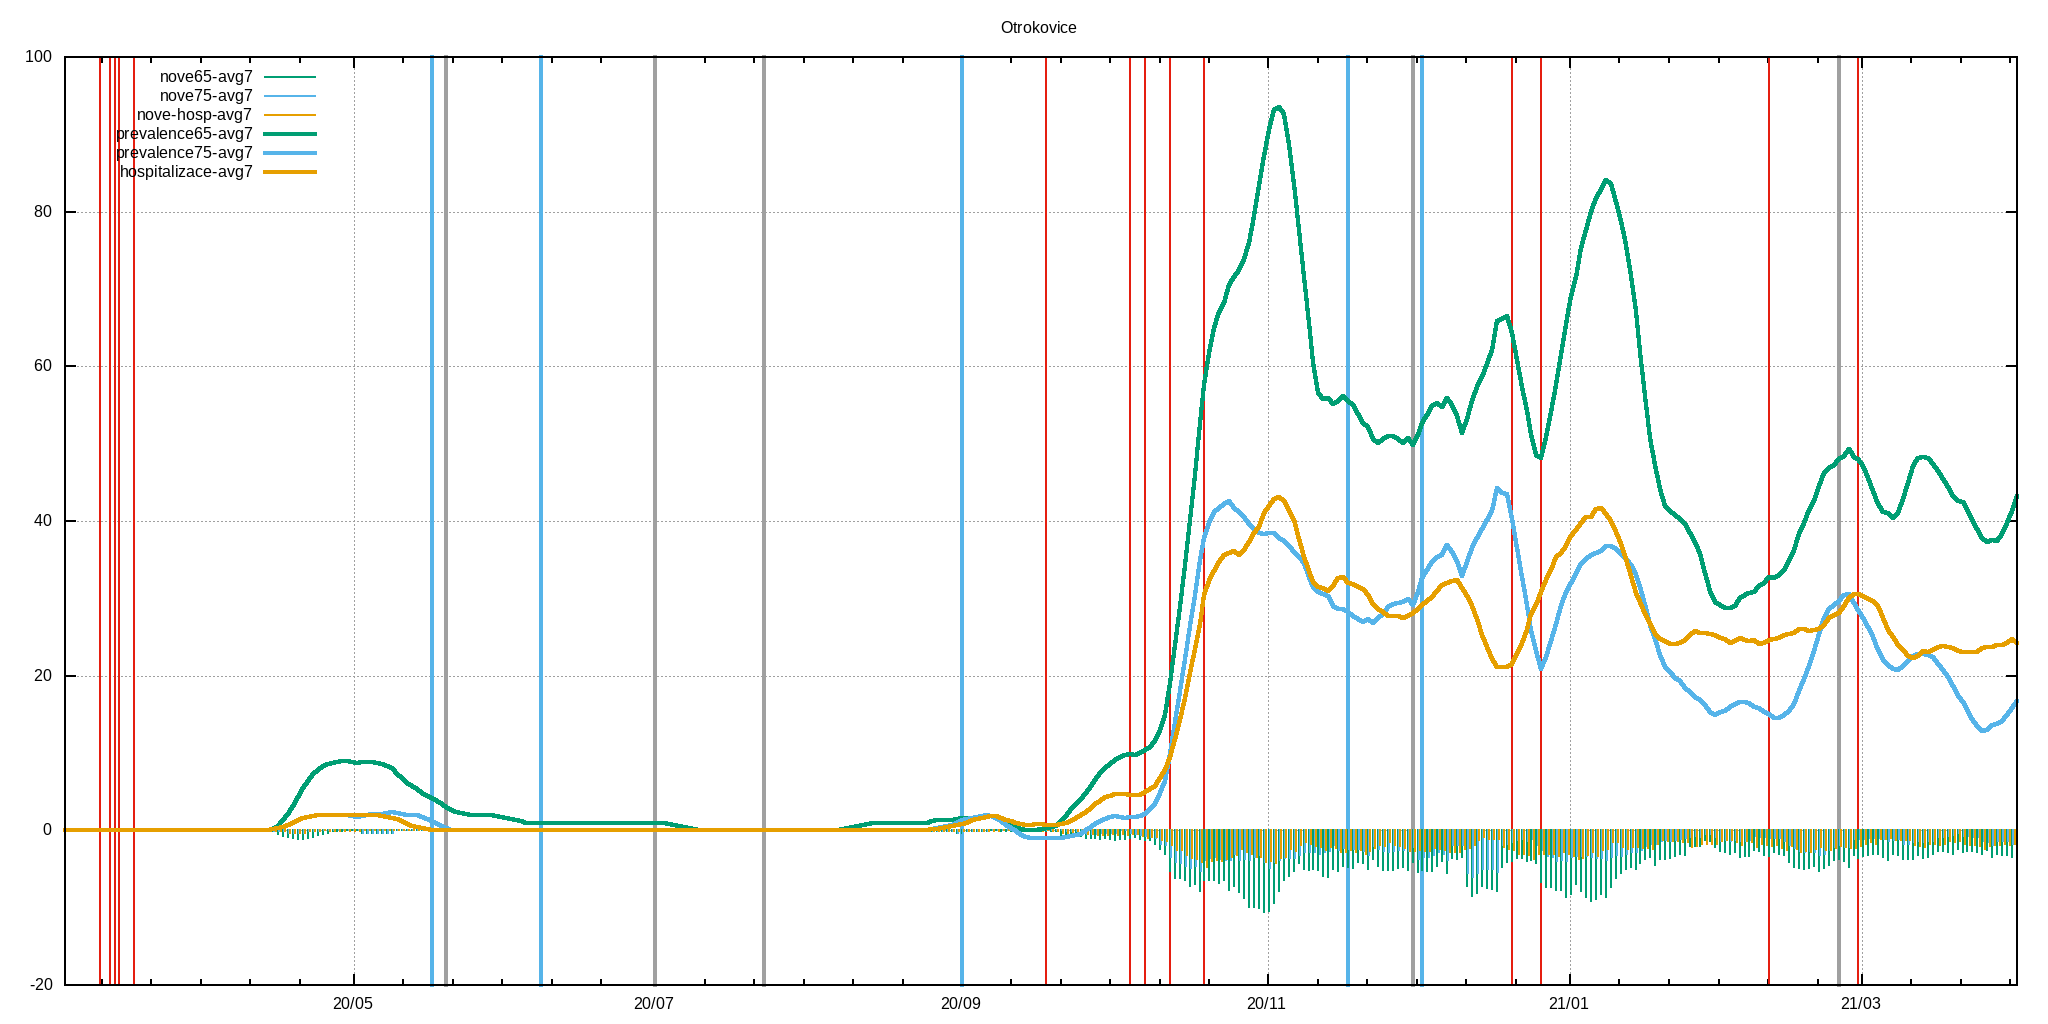 Otrokovice
100
nove65-avg7
nove75-avg7
nove-hosp-avg7
prevalence65-avg7
prevalence75-avg7
hospitalizace-avg7
80
60
40
20
0
-20
20/05 20/07 20/09 20/11 21/01 21/03